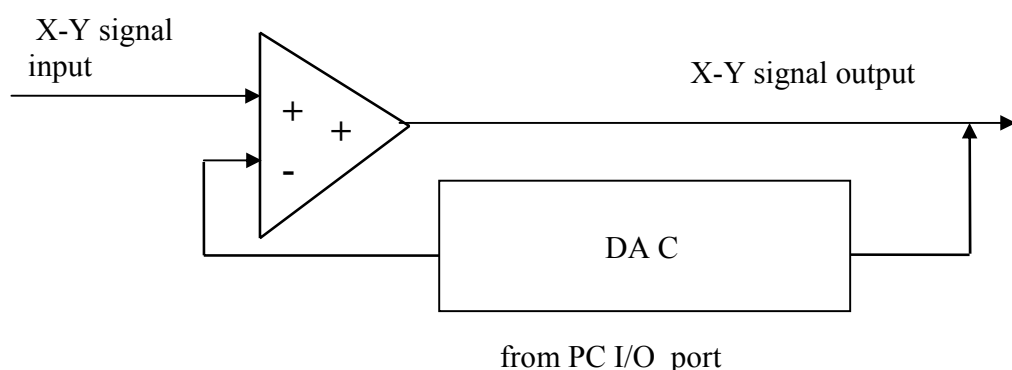 X-Y signal
input
X-Y signal output
+
+
-
DA C
from PC I/O port